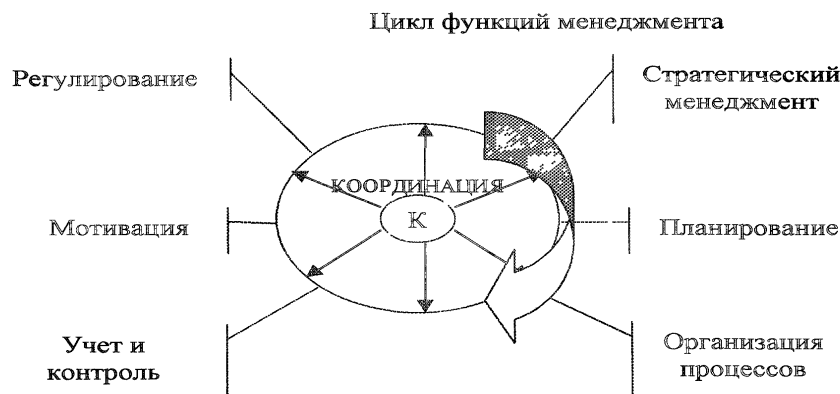 Цикл функций менеджмента
Регулирование
Стратегический
менеджмент
КООРДИНАЦИЯ
К
Мотивация
Планирование
Учет и
контроль
Организация
процессов